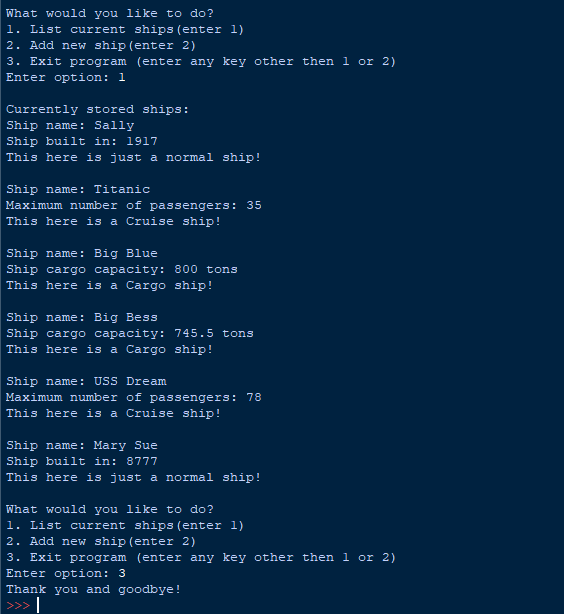 What would you like to do?
1. List current ships(enter 1)
2. Add new ship(enter 2)
3. Exit program (enter any key other then 1 or 2)
Enter option: 1
Currently stored ships:
Ship name: Sally
Ship built in: 1917
This here is just a normal ship!
Ship name: Titanic
Maximum number of passengers: 35
This here is a Cruise ship!
Ship name: Big Blue
Ship cargo capacity: 800 tons
This here is a Cargo ship!
Ship name: Big Bess
Ship cargo capacity: 745.5 tons
This here is a Cargo ship!
Ship name: USS Dream
Maximum number of passengers: 78
This here is a Cruise ship!
Ship name: Mary Sue
Ship built in: 8777
This here is just a normal ship!
What would you like to do?
1. List current ships(enter 1)
2. Add new ship(enter 2)
3. Exit program (enter any key other then 1 or 2)
Enter option: 3
Thank you and goodbye!
>>>